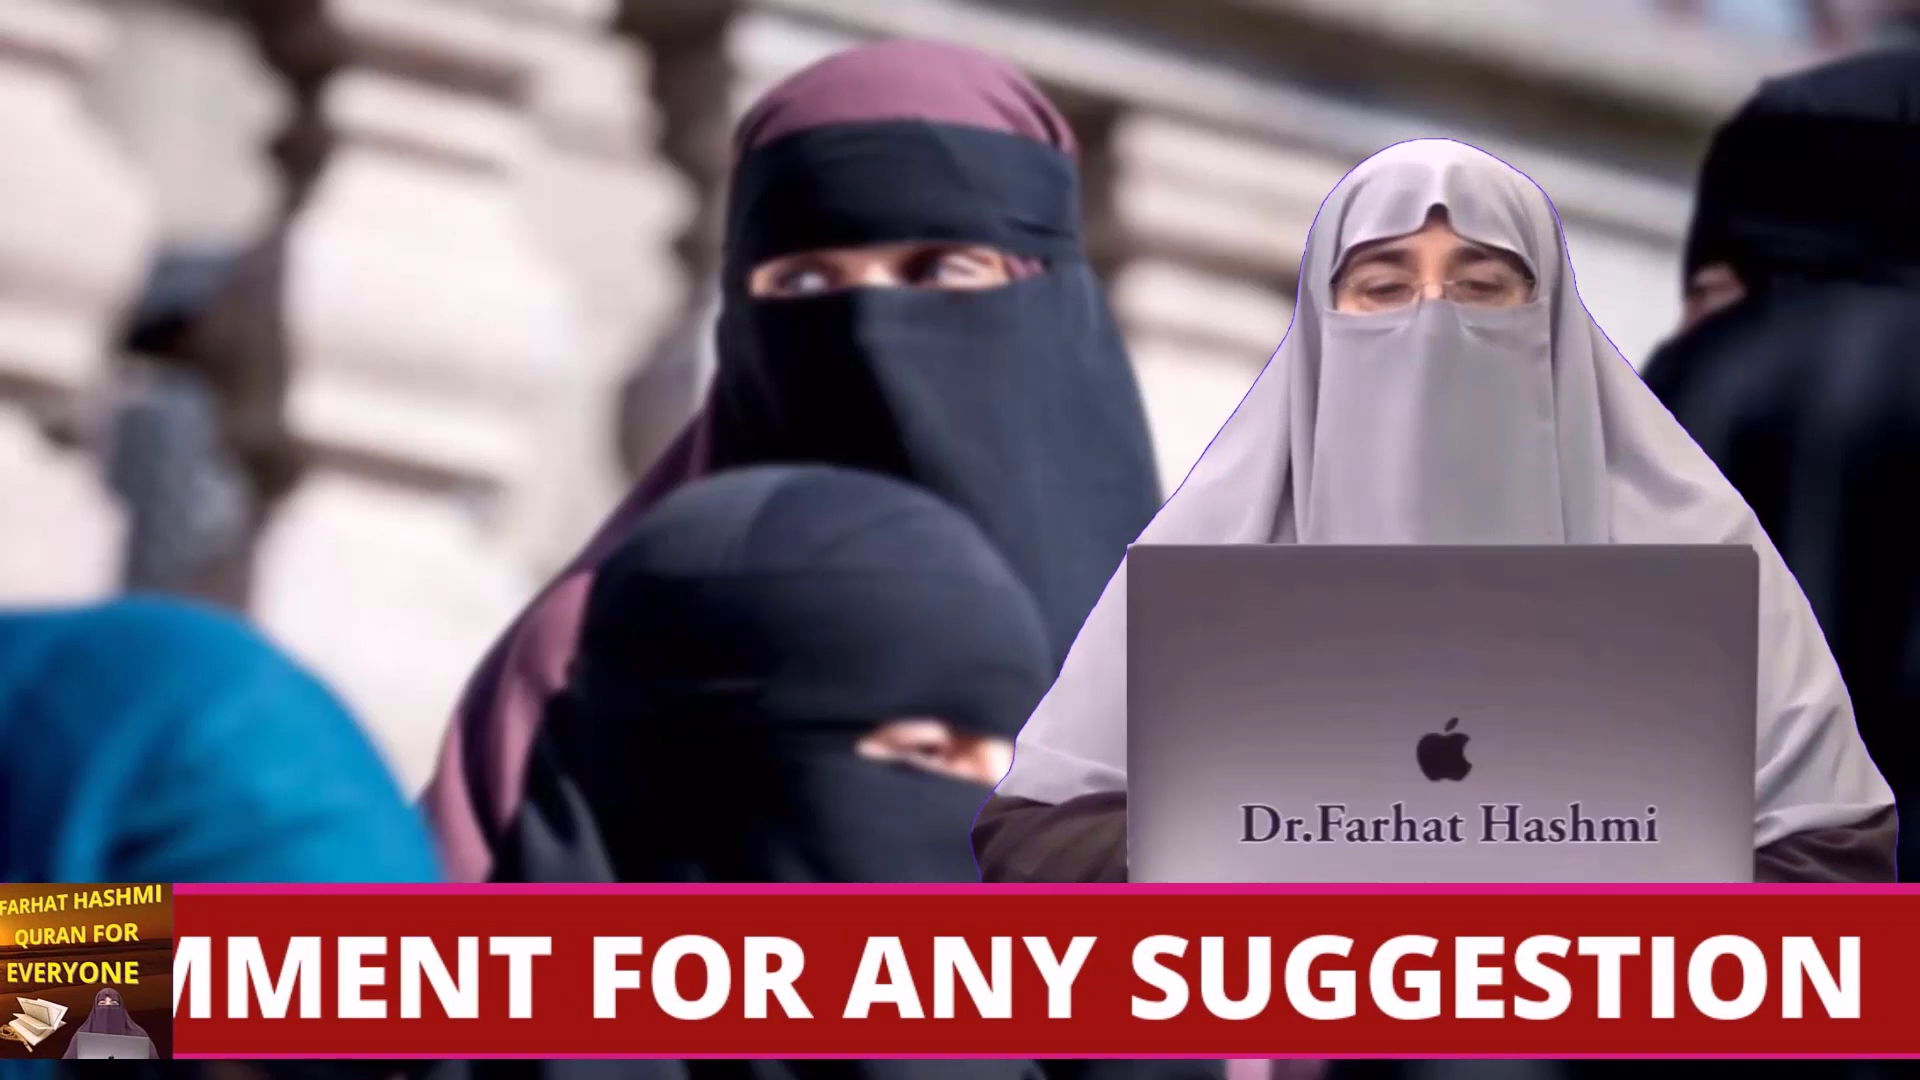 Dr.Farhat Hashmi
FARHAT HASHMI
QURAN FOR
EVERYONE
MMENT FOR ANY SUGGESTION